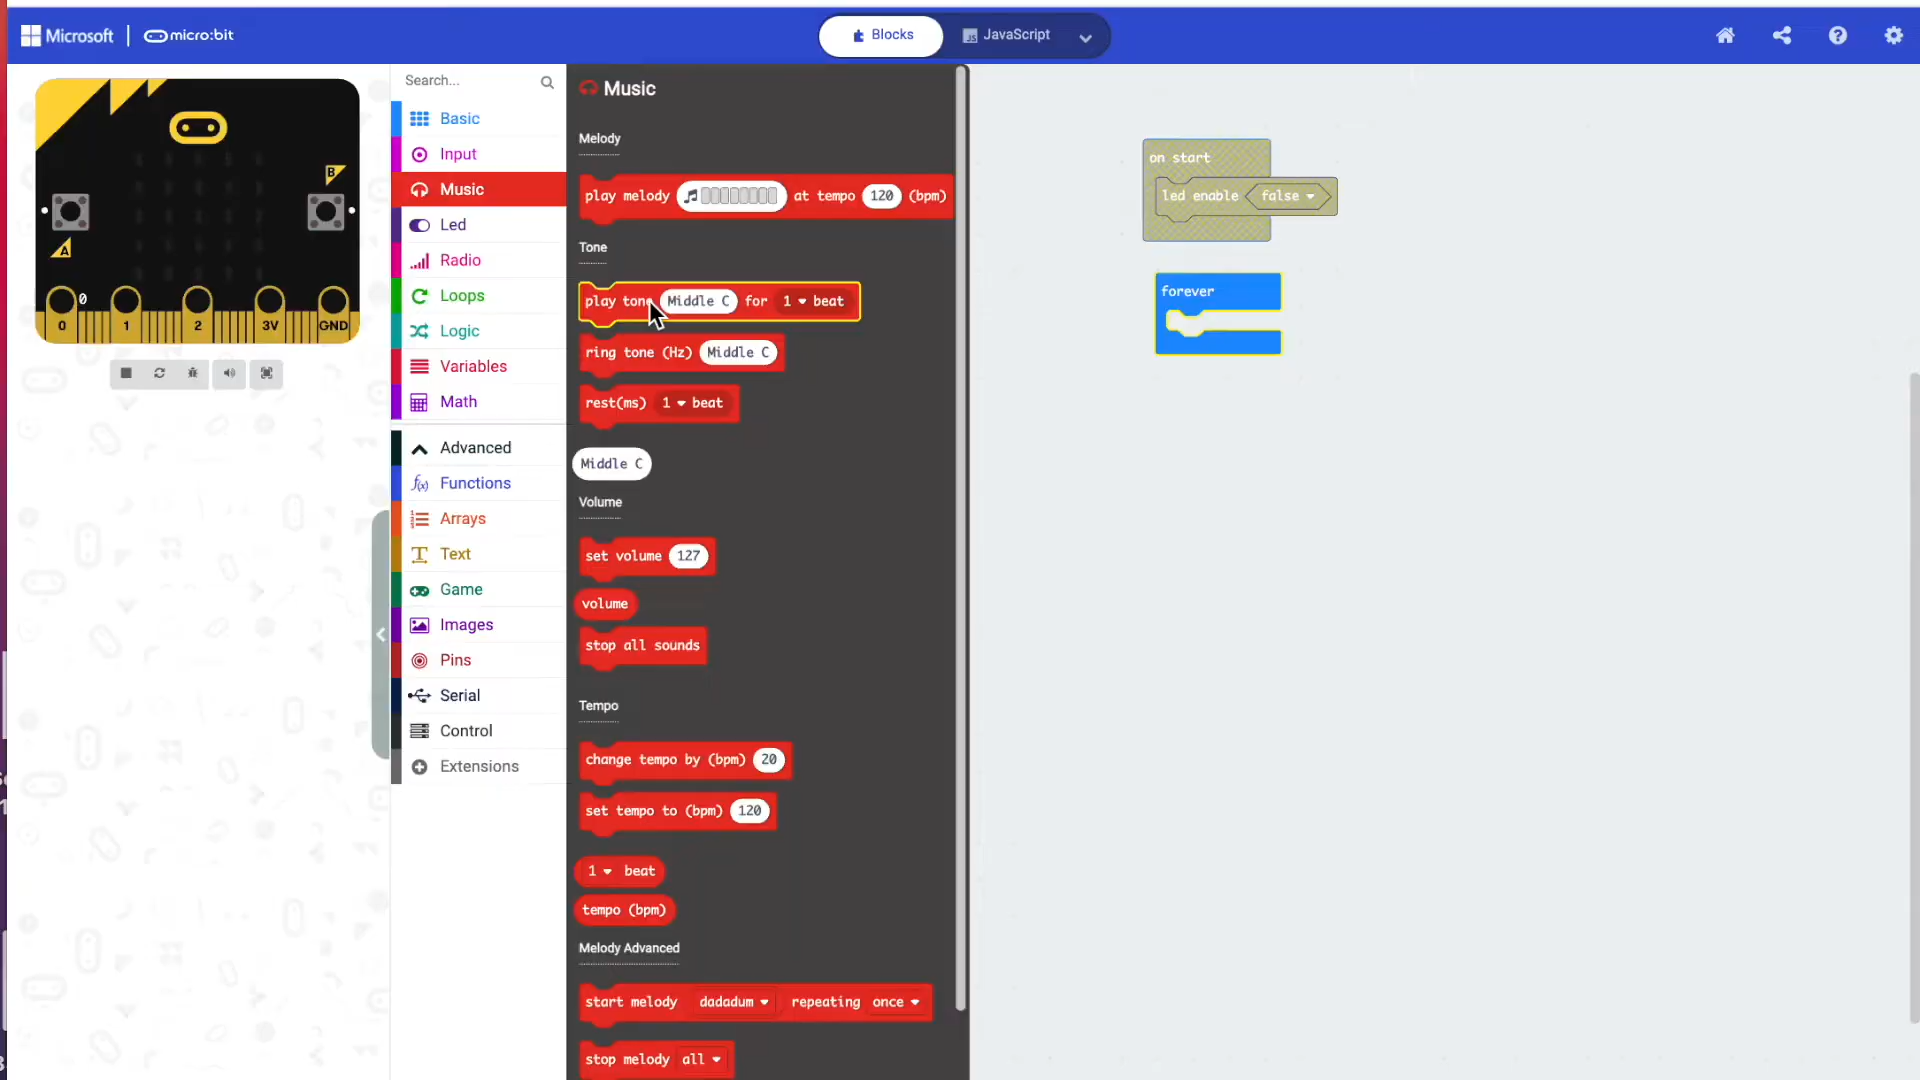 Microsoft | micro:bit
Blocks
JavaScript
B
A
0
0 1 2 3V GND
Search...
Basic
Input
Music
Led
Radio
Loops
Logic
Variables
Math
Advanced
Functions
Arrays
Text
Game
Images
Pins
Serial
Control
Extensions
Music
Melody
play melody at tempo 120 (bpm)
Tone
play tone Middle C for 1 beat
ring tone (Hz) Middle C
rest(ms) 1 beat
Middle C
Volume
set volume 127
volume
stop all sounds
Tempo
change tempo by (bpm) 20
set tempo to (bpm) 120
1 beat
tempo (bpm)
Melody Advanced
start melody dadadum repeating once
stop melody all
on start
led enable false
forever